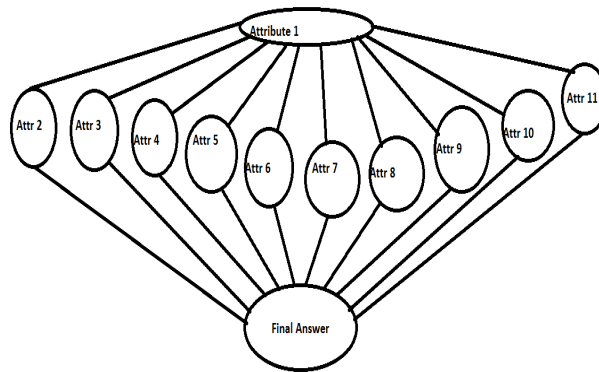 Attribute 1
Attr 2
Attr 3
Attr 4
Attr 5
Attr 6
Attr 7
Attr 8
Attr 9
Attr 10
Attr 11
Final Answer